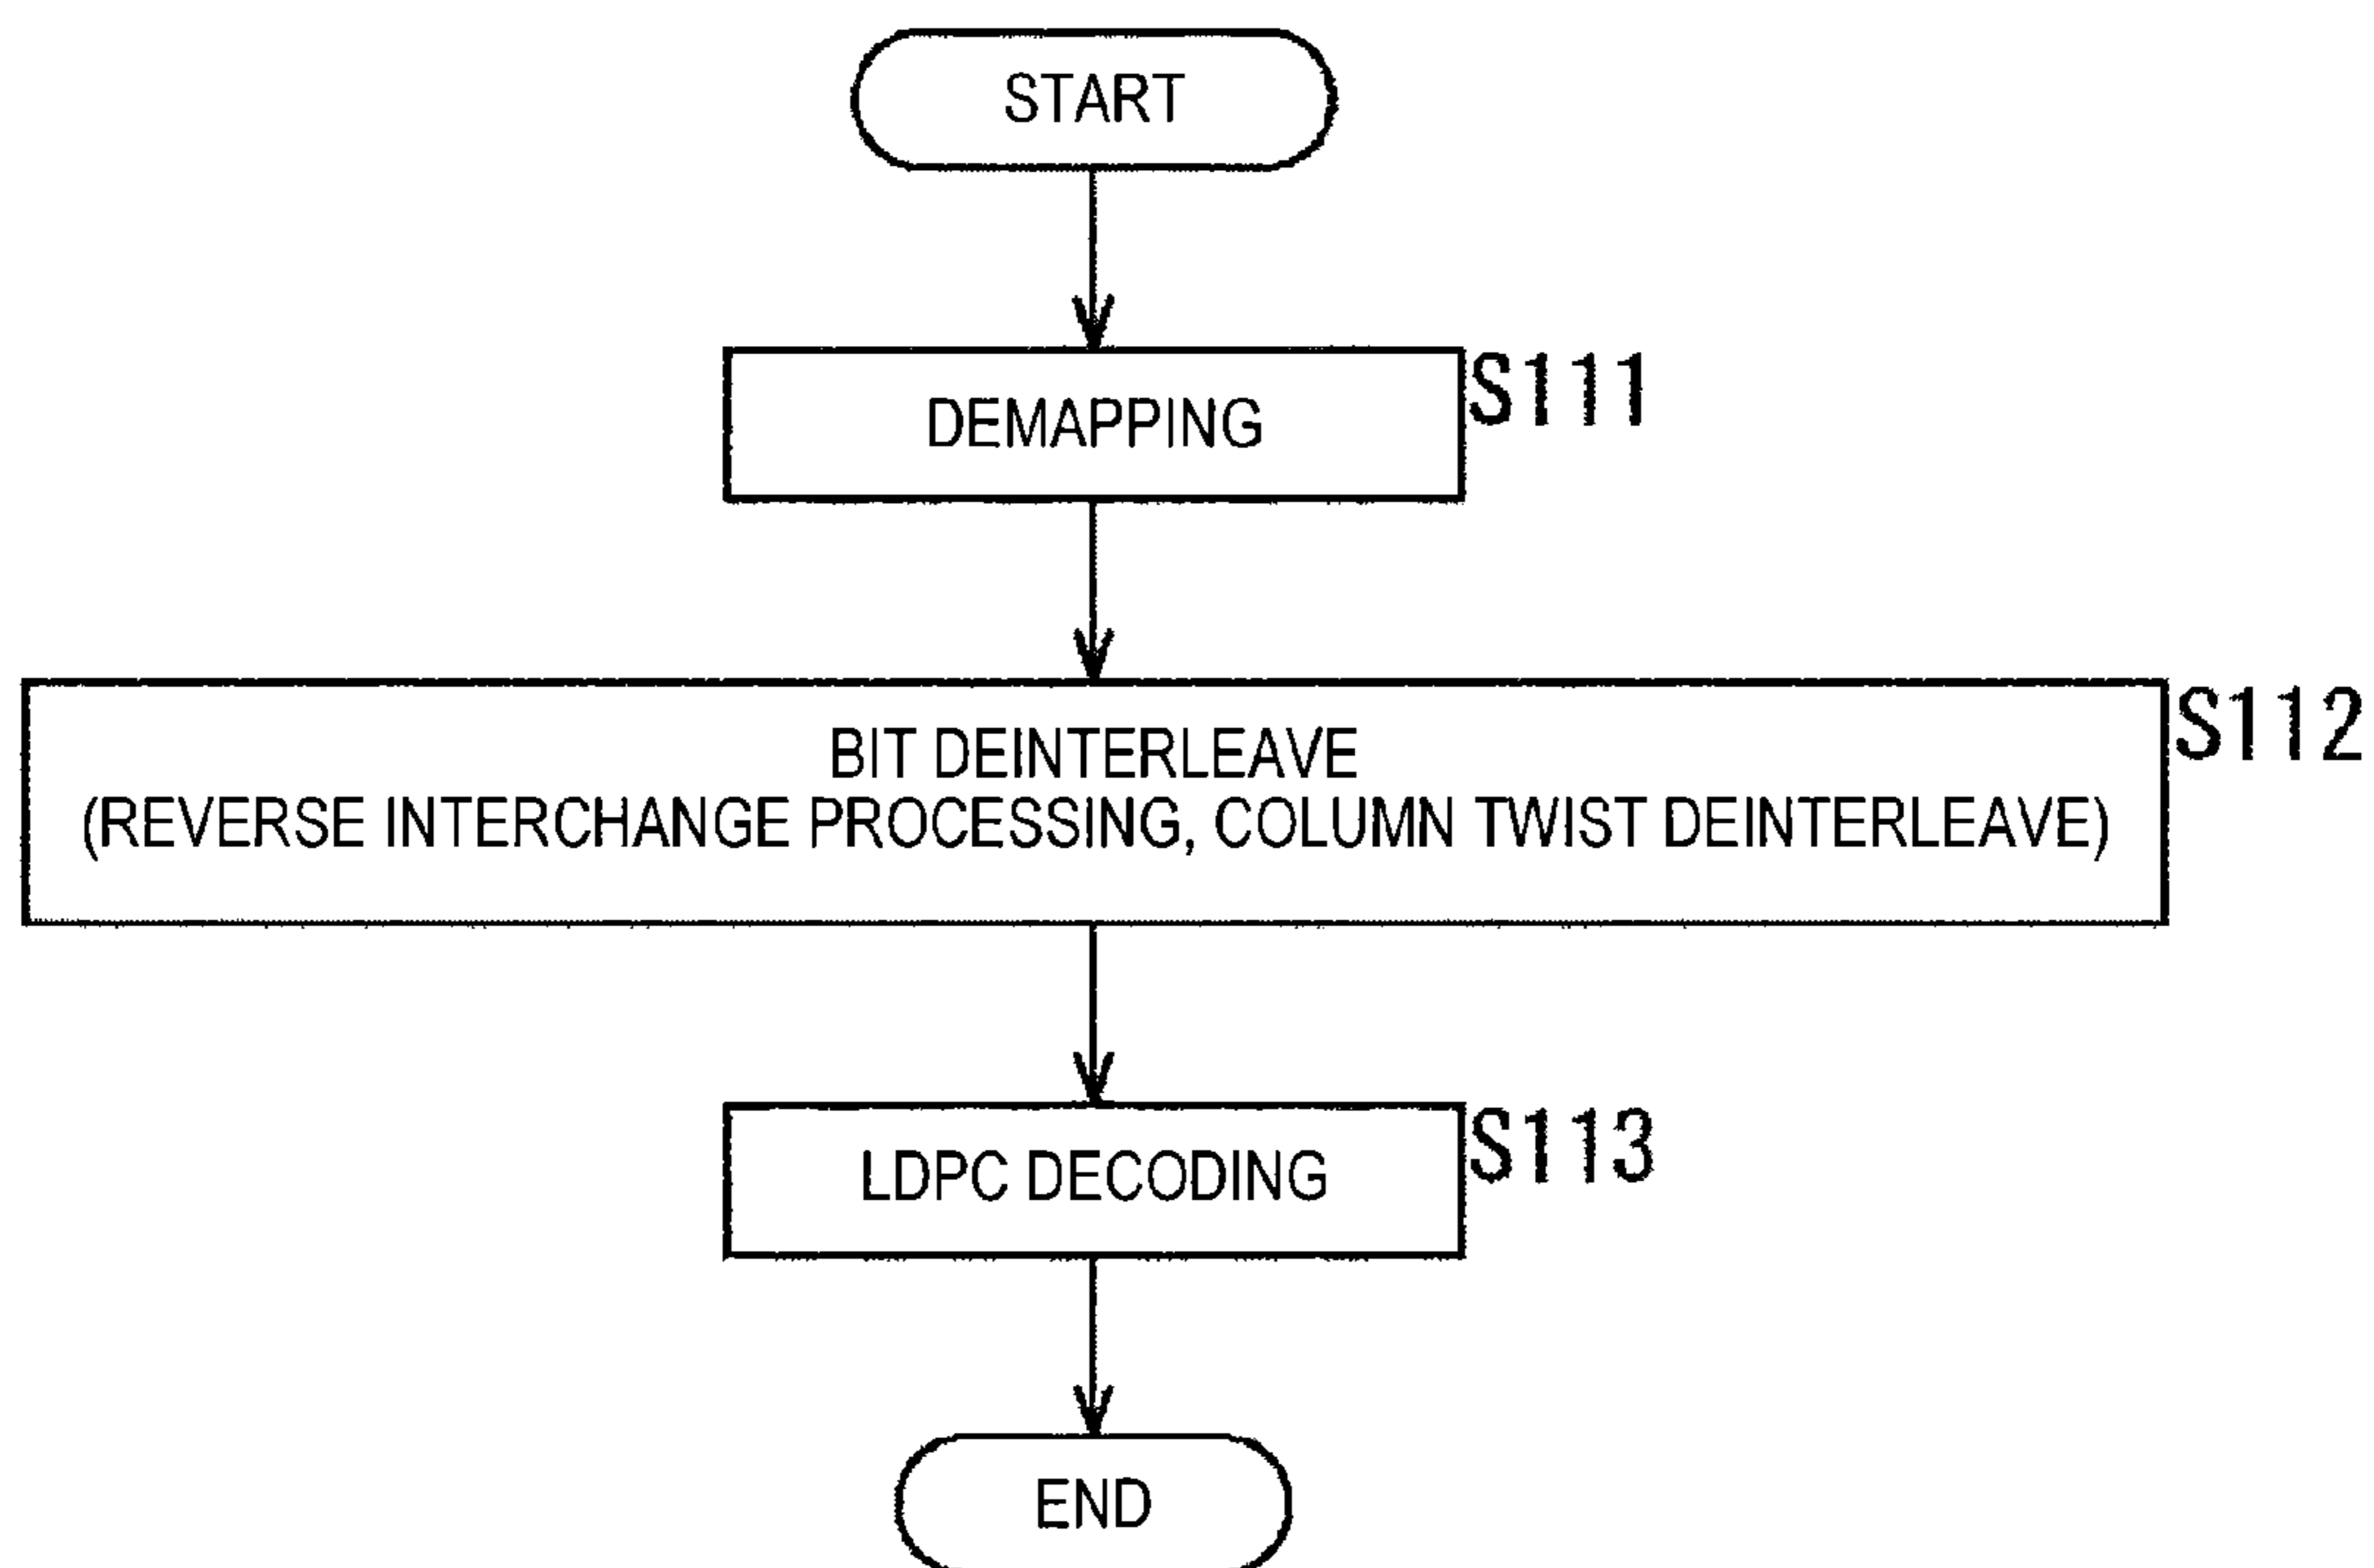 START
DEMAPPING
S111
BIT DEINTERLEAVE
S112
(REVERSE INTERCHANGE PROCESSING, COLUMN TWIST DEINTERLEAVE)
LDPC DECODING
S113
END